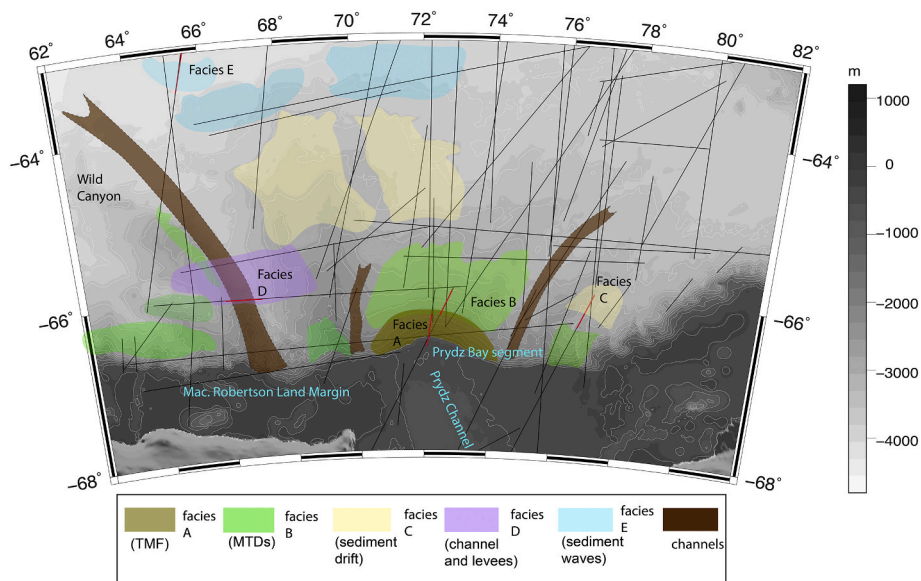 62°
64°
66°
68°
70°
72°
74°
76°
78°
80°
82°
−64°
−66°
−68°
−64°
−66°
−68°
Facies E
Wild
Canyon
Facies
D
Facies B
Facies
C
Facies
A
Prydz Bay segment
Mac. Robertson Land Margin
Prydz Channel
m
1000
0
−1000
−2000
−3000
−4000
facies
A
(TMF)
facies
B
(MTDs)
facies
C
(sediment
drift)
facies
D
(channel
and levees)
facies
E
(sediment
waves)
channels